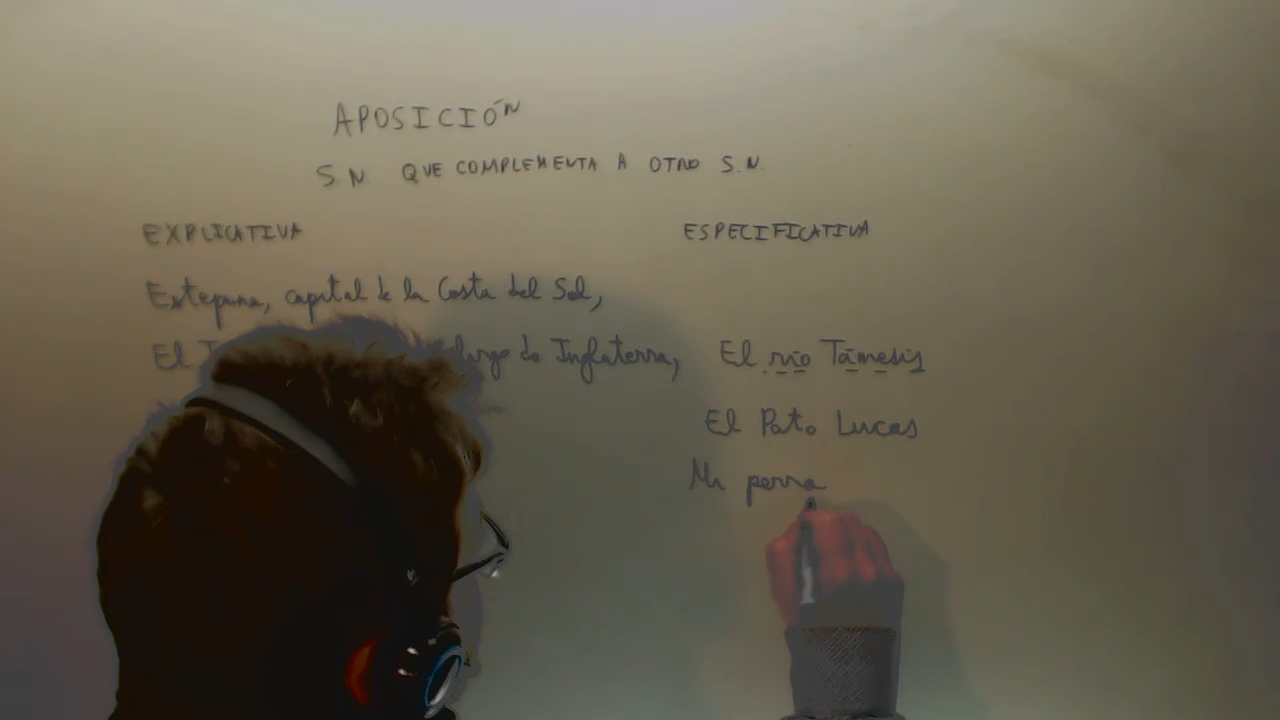 APOSICIÓN
S.N. QUE COMPLEMENTA A OTRO S.N.
EXPLICATIVA
ESPECIFICATIVA
Estepona, capital de la Costa del Sol,
El largo de Inglaterra,
El río Támesis
El Pato Lucas
Mi perra